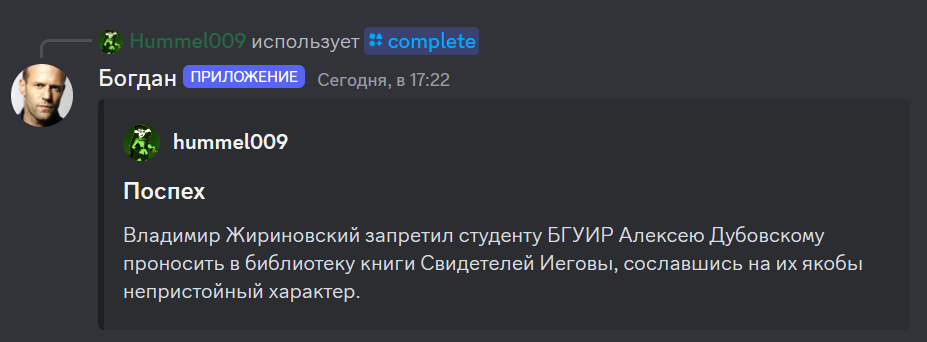 Hummel009 использует complete
Богдан ПРИЛОЖЕНИЕ Сегодня, в 17:22
hummel009
Поспех
Владимир Жириновский запретил студенту БГУИР Алексею Дубовскому
проносить в библиотеку книги Свидетелей Иеговы, сославшись на их якобы
непристойный характер.